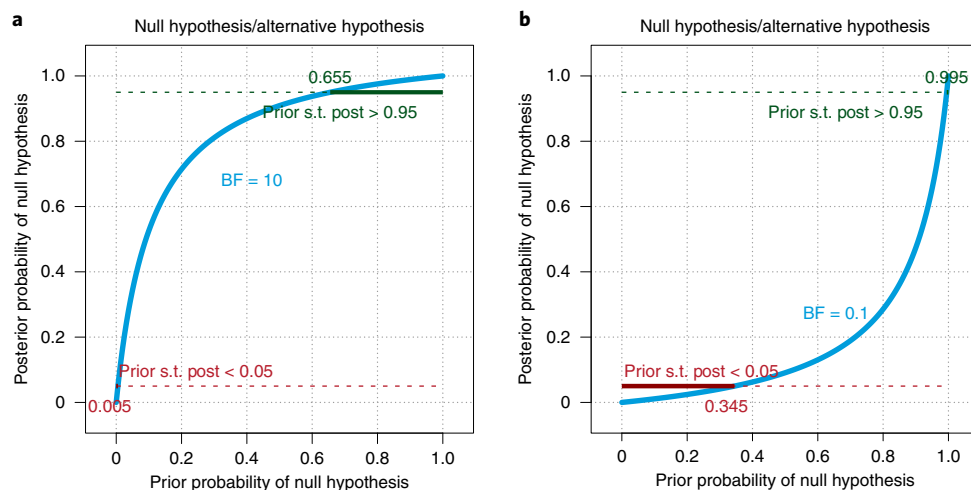 a
Null hypothesis/alternative hypothesis
Posterior probability of null hypothesis
1.0
0.8
0.6
0.4
0.2
0
0.655
Prior s.t. post > 0.95
BF = 10
Prior s.t. post < 0.05
0.005
0 0.2 0.4 0.6 0.8 1.0
Prior probability of null hypothesis
b
Null hypothesis/alternative hypothesis
Posterior probability of null hypothesis
1.0
0.8
0.6
0.4
0.2
0
0.995
Prior s.t. post > 0.95
BF = 0.1
Prior s.t. post < 0.05
0.345
0 0.2 0.4 0.6 0.8 1.0
Prior probability of null hypothesis